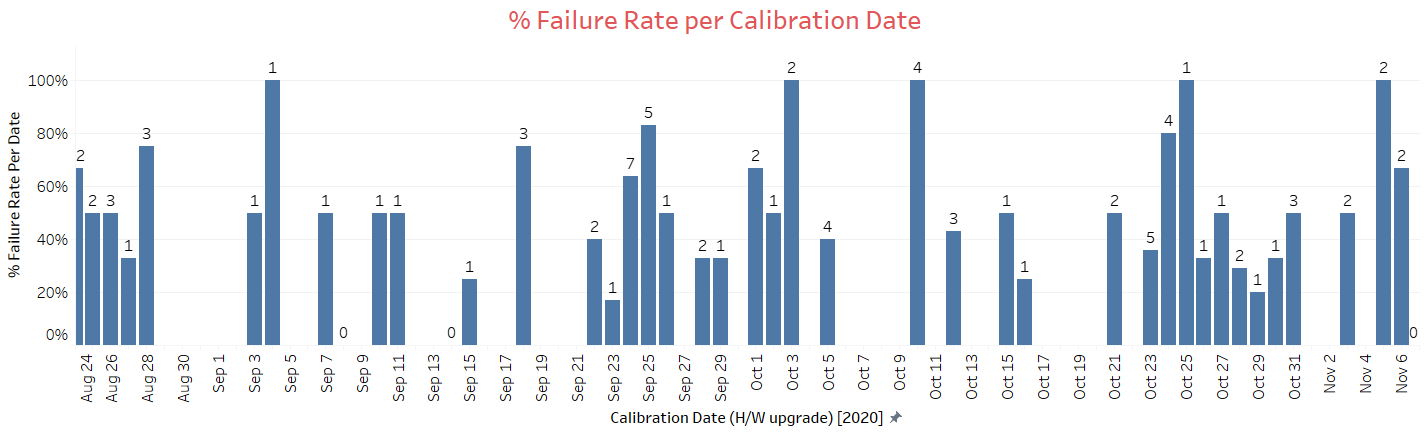 % Failure Rate per Calibration Date
% Failure Rate Per Date
100%
80%
60%
40%
20%
0%
2
2
3
1
3
1
1
1
0
1
1
0
1
3
2
1
7
5
1
2
1
2
1
2
4
4
3
1
1
2
5
4
1
1
1
2
1
1
3
2
2
2
0
Aug 24
Aug 26
Aug 28
Aug 30
Sep 1
Sep 3
Sep 5
Sep 7
Sep 9
Sep 11
Sep 13
Sep 15
Sep 17
Sep 19
Sep 21
Sep 23
Sep 25
Sep 27
Sep 29
Oct 1
Oct 3
Oct 5
Oct 7
Oct 9
Oct 11
Oct 13
Oct 15
Oct 17
Oct 19
Oct 21
Oct 23
Oct 25
Oct 27
Oct 29
Oct 31
Nov 2
Nov 4
Nov 6
Calibration Date (H/W upgrade) [2020]